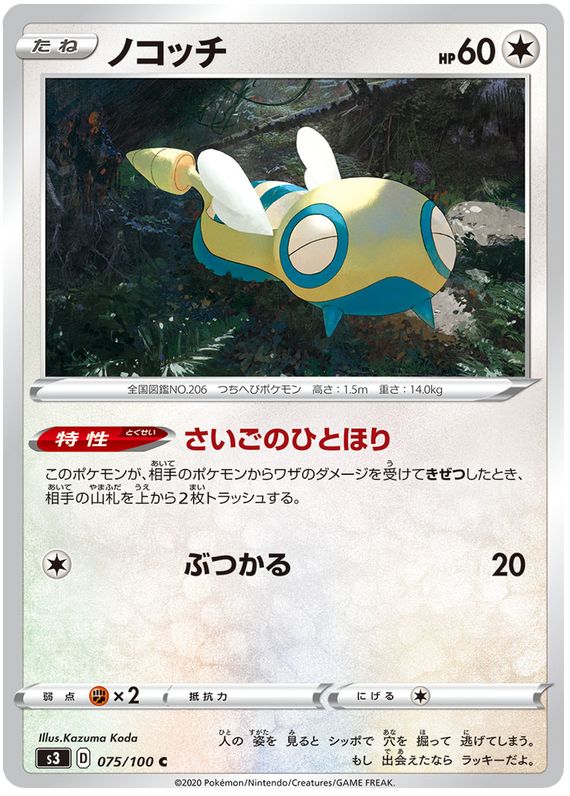 たね ノコッチ HP60
全国図鑑NO.206 つちへびポケモン 高さ:1.5m 重さ:14.0kg
特性 とくせい さいごのひとほり
このポケモンが、相手のポケモンからワザのダメージを受けてきぜつしたとき、
相手の山札を上から2枚トラッシュする。
ぶつかる 20
弱点 ×2 抵抗力 にげる
Illus.Kazuma Koda
s3 D 075/100 C
人の 姿を 見ると シッポで 穴を 掘って 逃げてしまう。
もし 出会えたなら ラッキーだよ。
©2020 Pokémon/Nintendo/Creatures/GAME FREAK.